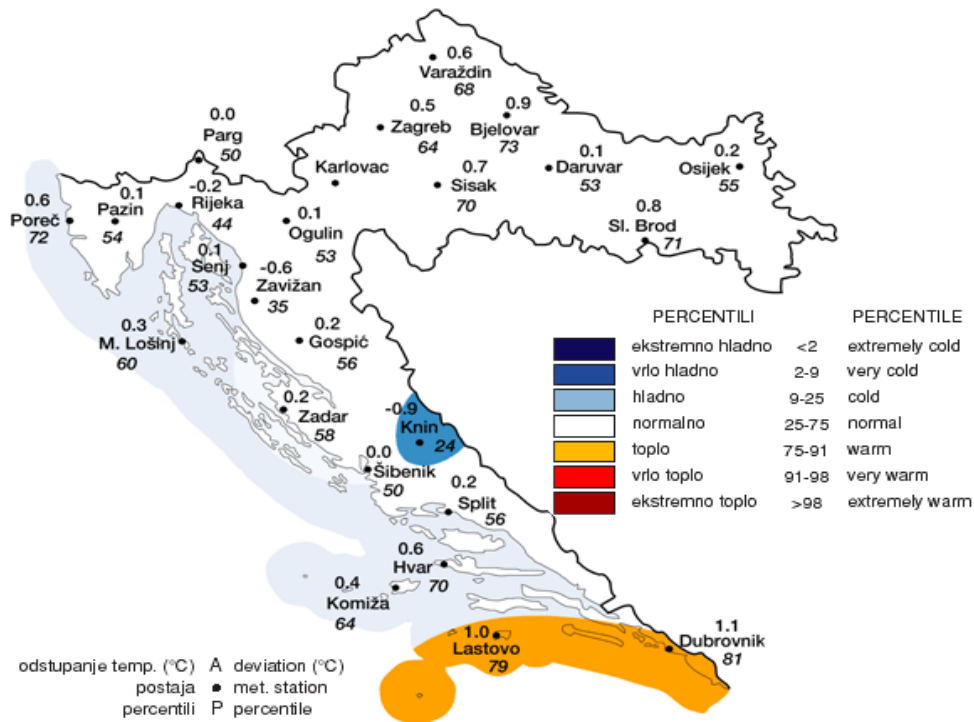 0.6
Varaždin
68
0.5
Zagreb
64
0.9
Bjelovar
73
0.0
Parg
50
Karlovac
0.7
Sisak
70
0.1
Daruvar
53
0.2
Osijek
55
0.6
Poreč
72
0.1
Pazin
54
-0.2
Rijeka
44
0.1
Ogulin
53
0.8
Sl. Brod
71
0.1
Senj
53
-0.6
Zavižan
35
0.3
M. Lošinj
60
0.2
Gospić
56
0.2
Zadar
58
-0.9
Knin
24
0.0
Šibenik
50
0.2
Split
56
0.6
Hvar
70
0.4
Komiža
64
1.0
Lastovo
79
1.1
Dubrovnik
81
PERCENTILI PERCENTILE
ekstremno hladno <2 extremely cold
vrlo hladno 2-9 very cold
hladno 9-25 cold
normalno 25-75 normal
toplo 75-91 warm
vrlo toplo 91-98 very warm
ekstremno toplo >98 extremely warm
odstupanje temp. (°C) A deviation (°C)
postaja met. station
percentili P percentile